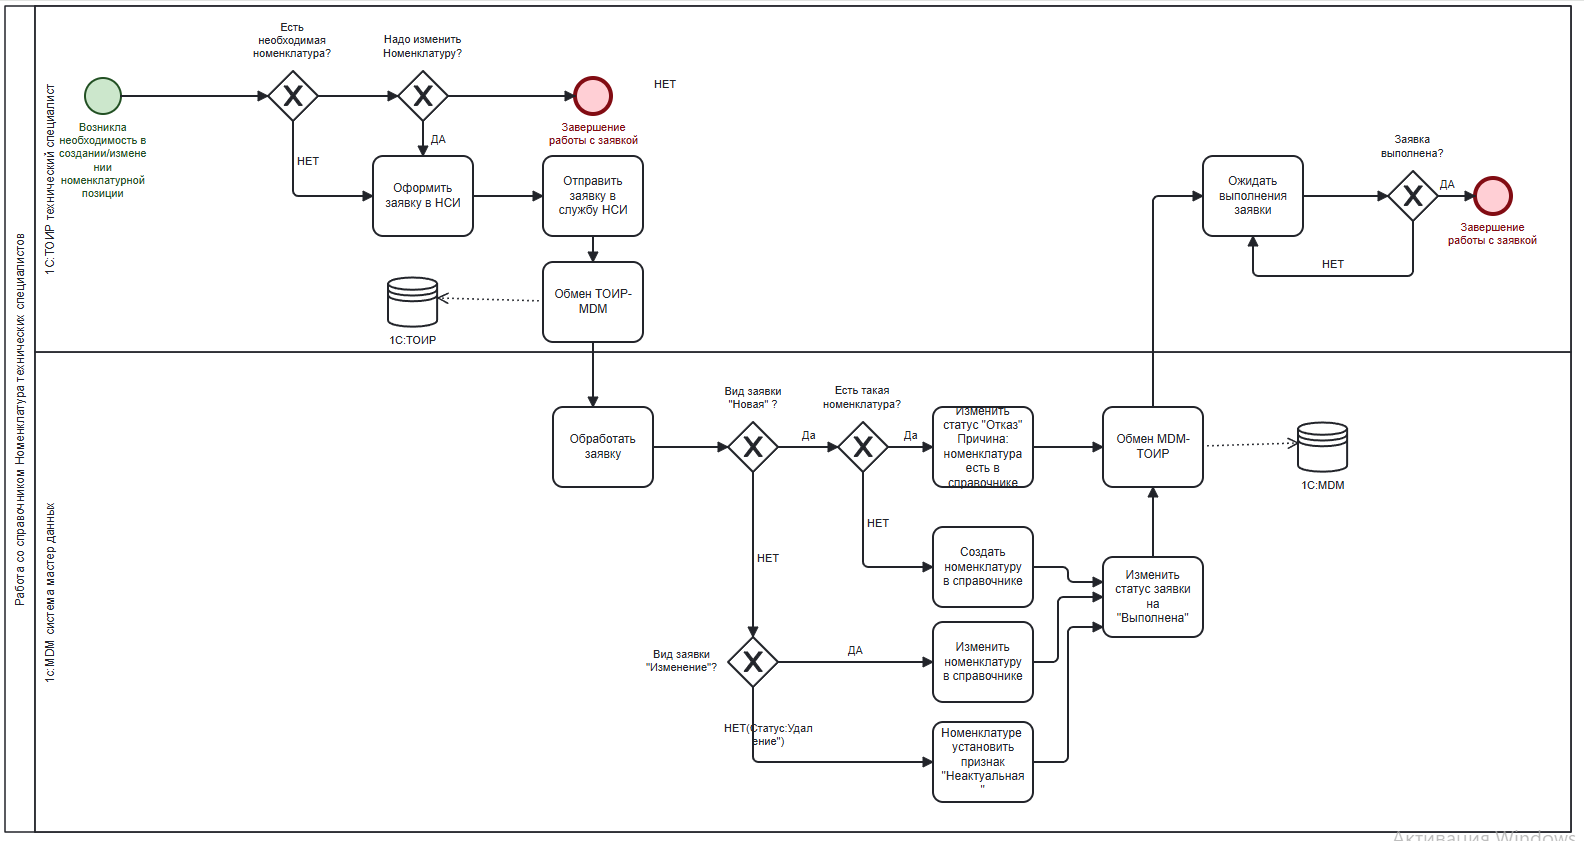 Работа со справочником Номенклатура технических специалистов
1С:ТОИР технический специалист
Возникла
необходимость в
создании/измене
нии
номенклатурной
позиции
Есть
необходимая
номенклатура?
НЕТ
Надо изменить
Номенклатуру?
ДА
Завершение
работы с заявкой
НЕТ
Оформить
заявку в НСИ
Отправить
заявку в
службу НСИ
Обмен ТОИР-
MDM
1С:ТОИР
Ожидать
выполнения
заявки
Заявка
выполнена?
ДА
НЕТ
Завершение
работы с заявкой
1с:MDM система мастер данных
Обработать
заявку
Вид заявки
"Новая" ?
Да
Есть такая
номенклатура?
Да
Изменить
статус "Отказ"
Причина:
номенклатура
есть в
справочнике
Обмен MDM-
ТОИР
1C:MDM
НЕТ
НЕТ
Создать
номенклатуру
в справочнике
Изменить
статус заявки
на
"Выполнена"
Вид заявки
"Изменение"?
ДА
Изменить
номенклатуру
в справочнике
НЕТ(Статус:Удал
ение")
Номенклатуре
установить
признак
"Неактуальная
"
Активация Windows